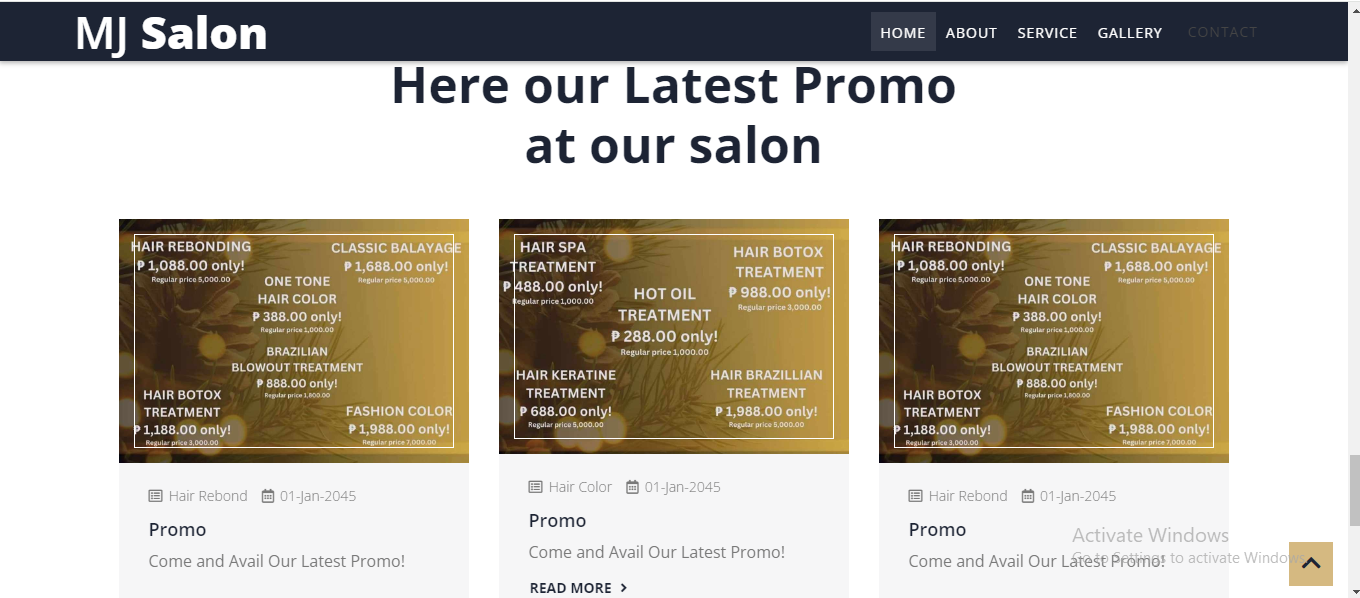 MJ Salon
HOME ABOUT SERVICE GALLERY CONTACT
Here our Latest Promo
at our salon
HAIR REBONDING
₱ 1,088.00 only!
Regular price 5,000.00
CLASSIC BALAYAGE
₱ 1,688.00 only!
Regular price 5,000.00
ONE TONE
HAIR COLOR
₱ 388.00 only!
Regular price 1,000.00
BRAZILIAN
BLOWOUT TREATMENT
₱ 888.00 only!
Regular price 1,800.00
HAIR BOTOX
TREATMENT
₱ 1,188.00 only!
Regular price 3,000.00
FASHION COLOR
₱ 1,988.00 only!
Regular price 7,000.00
Hair Rebond 01-Jan-2045
Promo
Come and Avail Our Latest Promo!
HAIR SPA
TREATMENT
₱ 488.00 only!
Regular price 1,000.00
HAIR BOTOX
TREATMENT
₱ 988.00 only!
Regular price 3,000.00
HOT OIL
TREATMENT
₱ 288.00 only!
Regular price 1,000.00
HAIR KERATINE
TREATMENT
₱ 688.00 only!
Regular price 5,000.00
HAIR BRAZILLIAN
TREATMENT
₱ 1,988.00 only!
Regular price 5,000.00
Hair Color 01-Jan-2045
Promo
Come and Avail Our Latest Promo!
READ MORE
HAIR REBONDING
₱ 1,088.00 only!
Regular price 5,000.00
CLASSIC BALAYAGE
₱ 1,688.00 only!
Regular price 5,000.00
ONE TONE
HAIR COLOR
₱ 388.00 only!
Regular price 1,000.00
BRAZILIAN
BLOWOUT TREATMENT
₱ 888.00 only!
Regular price 1,800.00
HAIR BOTOX
TREATMENT
₱ 1,188.00 only!
Regular price 3,000.00
FASHION COLOR
₱ 1,988.00 only!
Regular price 7,000.00
Hair Rebond 01-Jan-2045
Promo
Come and Avail Our Latest Promo!
Activate Windows
Go to Settings to activate Windows.